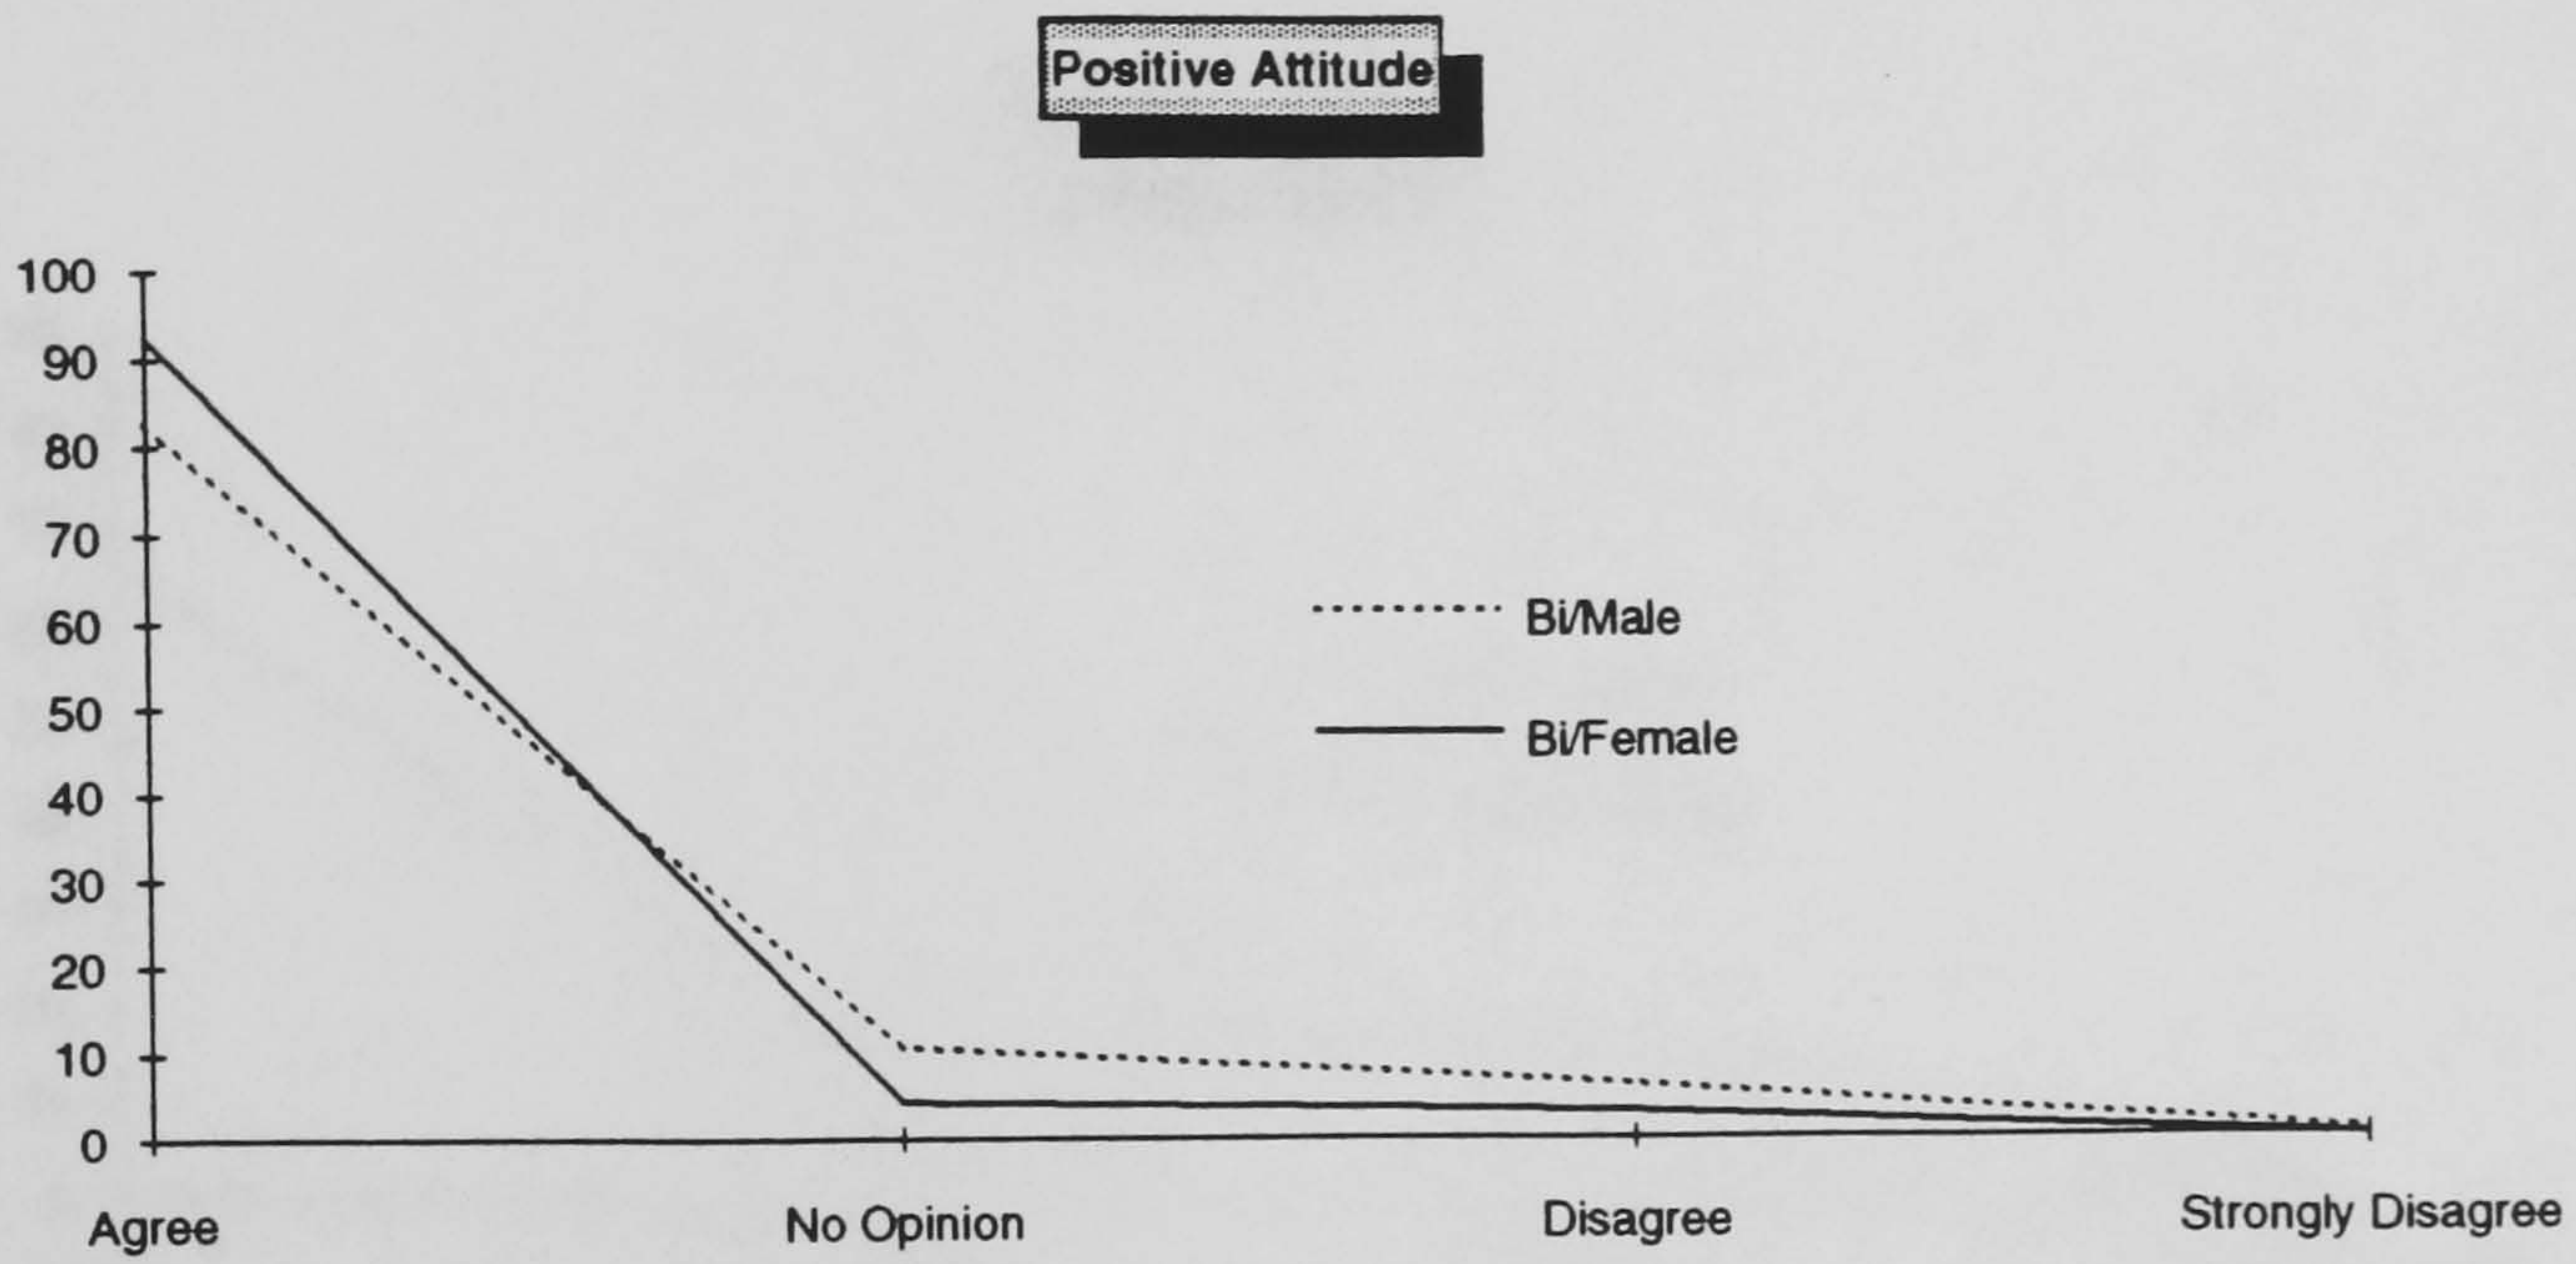 Positive Attitude
100
90
80
70
60
50
40
30
20
10
0
Bi/Male
Bi/Female
Agree
No Opinion
Disagree
Strongly Disagree